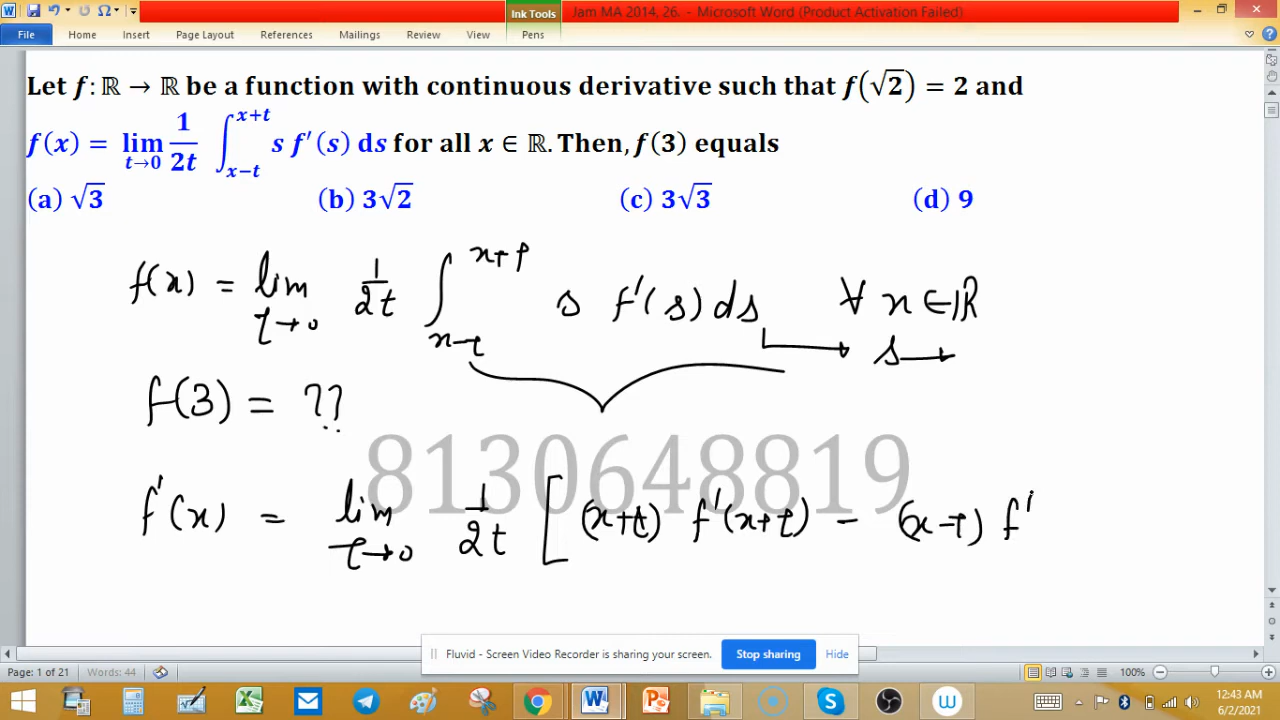 Jam MA 2014, 26. - Microsoft Word (Product Activation Failed)
Ink Tools
File Home Insert Page Layout References Mailings Review View Pens
Let f: ℝ → ℝ be a function with continuous derivative such that f(√2) = 2 and
f(x) = lim_{t→0} 1/2t ∫_{x−t}^{x+t} s f′(s) ds for all x ∈ ℝ. Then, f(3) equals
(a) √3 (b) 3√2 (c) 3√3 (d) 9
f(x) = lim_{t→0} 1/2t ∫_{x-t}^{x+t} s f'(s) ds ∀ x ∈ ℝ
s →
f(3) = ??
8130648819
f'(x) = lim_{t→0} 1/2t [ (x+t) f'(x+t) - (x-t) f'
Fluvid - Screen Video Recorder is sharing your screen. Stop sharing Hide
Page: 1 of 21 Words: 44 100%
12:43 AM
6/2/2021